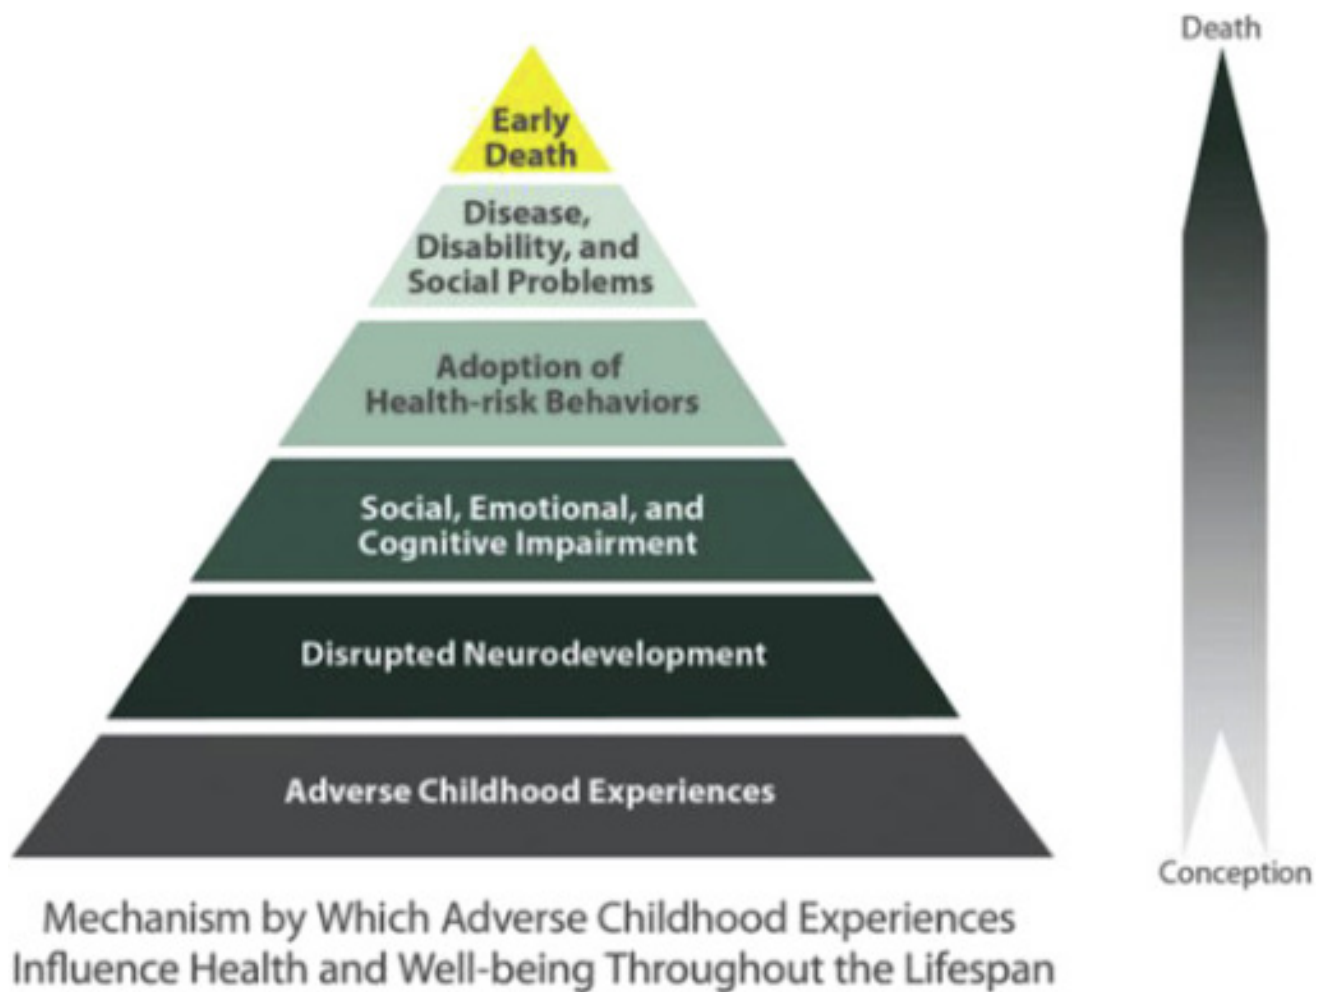 Death
Early
Death
Disease,
Disability, and
Social Problems
Adoption of
Health-risk Behaviors
Social, Emotional, and
Cognitive Impairment
Disrupted Neurodevelopment
Adverse Childhood Experiences
Conception
Mechanism by Which Adverse Childhood Experiences
Influence Health and Well-being Throughout the Lifespan